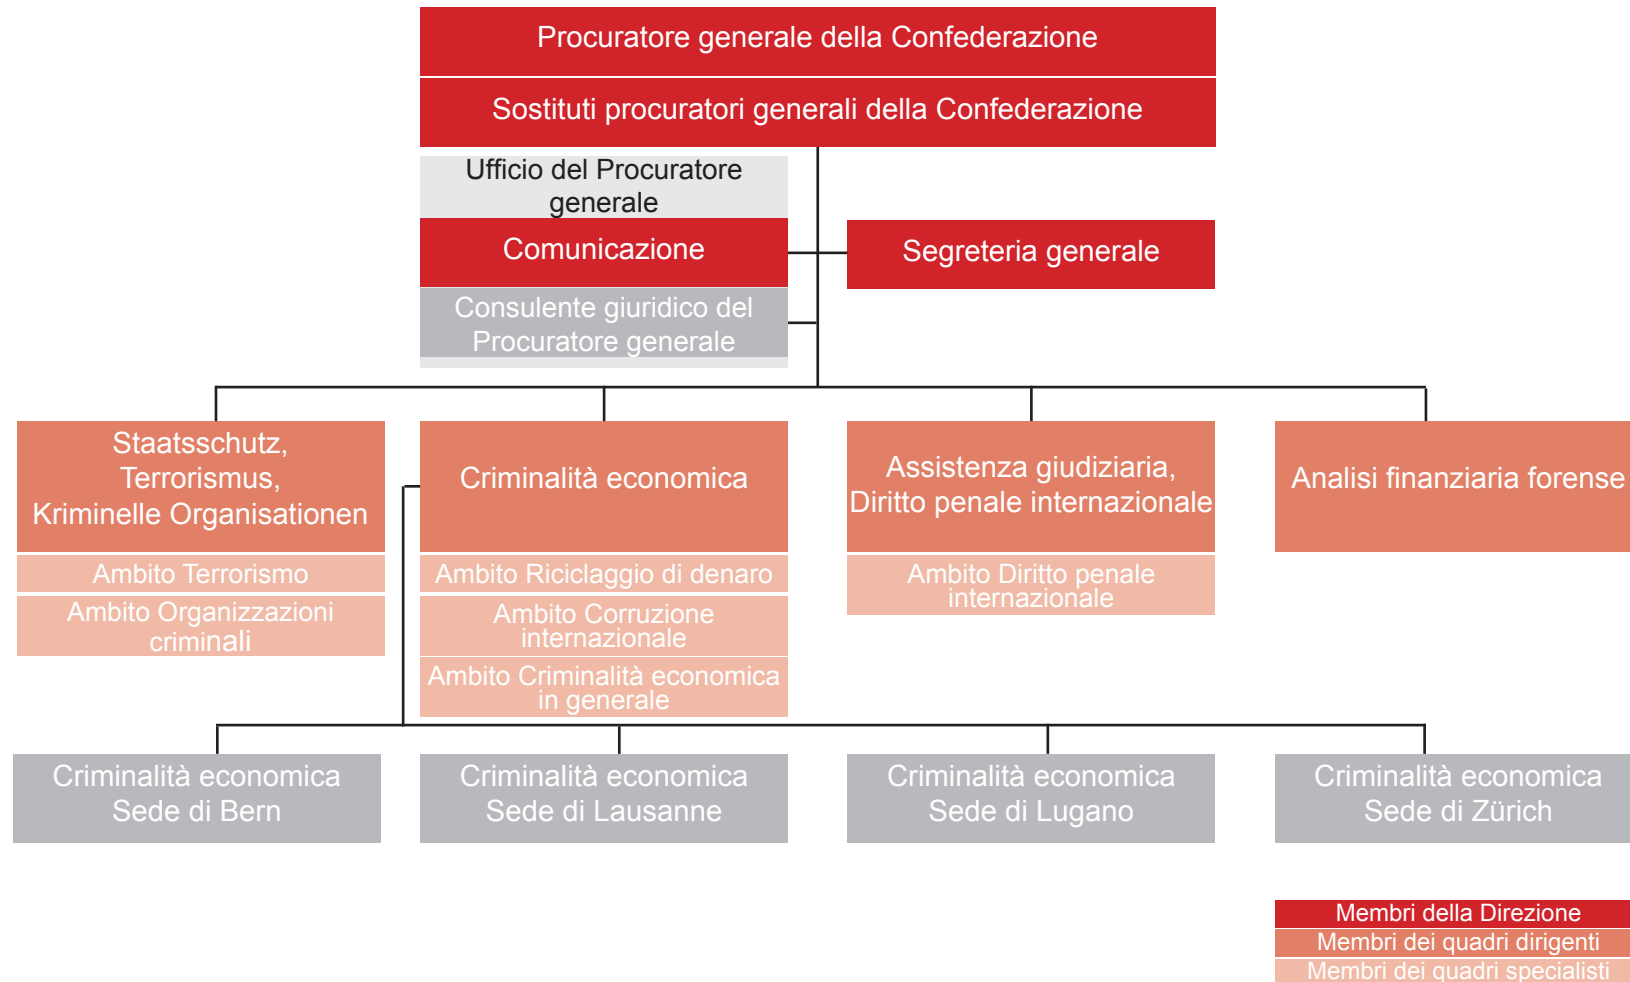 Procuratore generale della Confederazione
Sostituti procuratori generali della Confederazione
Ufficio del Procuratore
generale
Comunicazione
Segreteria generale
Consulente giuridico del
Procuratore generale
Staatsschutz,
Terrorismus,
Kriminelle Organisationen
Ambito Terrorismo
Ambito Organizzazioni
criminali
Criminalità economica
Ambito Riciclaggio di denaro
Ambito Corruzione
internazionale
Ambito Criminalità economica
in generale
Assistenza giudiziaria,
Diritto penale internazionale
Ambito Diritto penale
internazionale
Analisi finanziaria forense
Criminalità economica
Sede di Bern
Criminalità economica
Sede di Lausanne
Criminalità economica
Sede di Lugano
Criminalità economica
Sede di Zürich
Membri della Direzione
Membri dei quadri dirigenti
Membri dei quadri specialisti